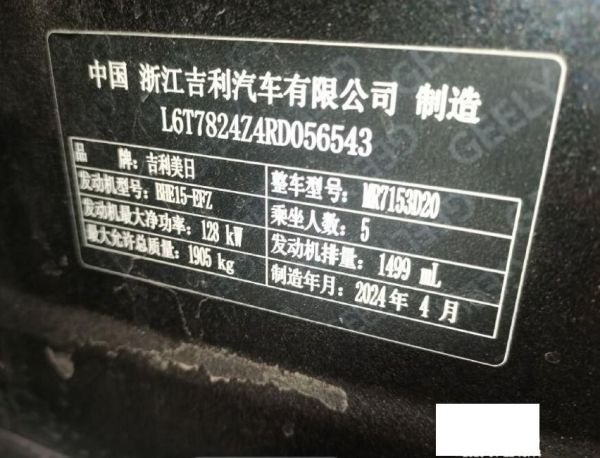 中国 浙江吉利汽车有限公司 制造
L6T7824Z4RD056543
品 牌：吉利美日
整车型号：MR7153D20
发动机型号：BHE15-EFZ
乘坐人数：5
发动机最大净功率：128 kW
发动机排量：1499 mL
最大允许总质量：1905 kg
制造年月：2024年 4 月